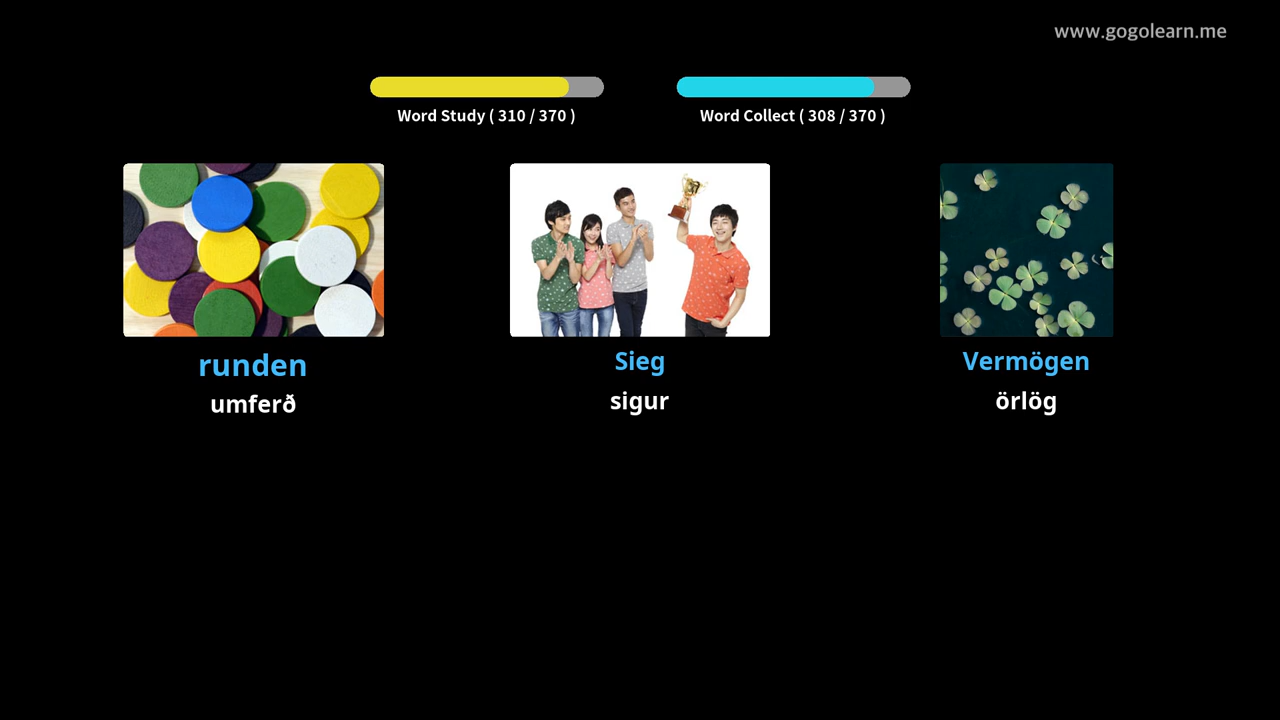 www.gogolearn.me
Word Study ( 310 / 370 )
Word Collect ( 308 / 370 )
runden
umferð
Sieg
sigur
Vermögen
örlög